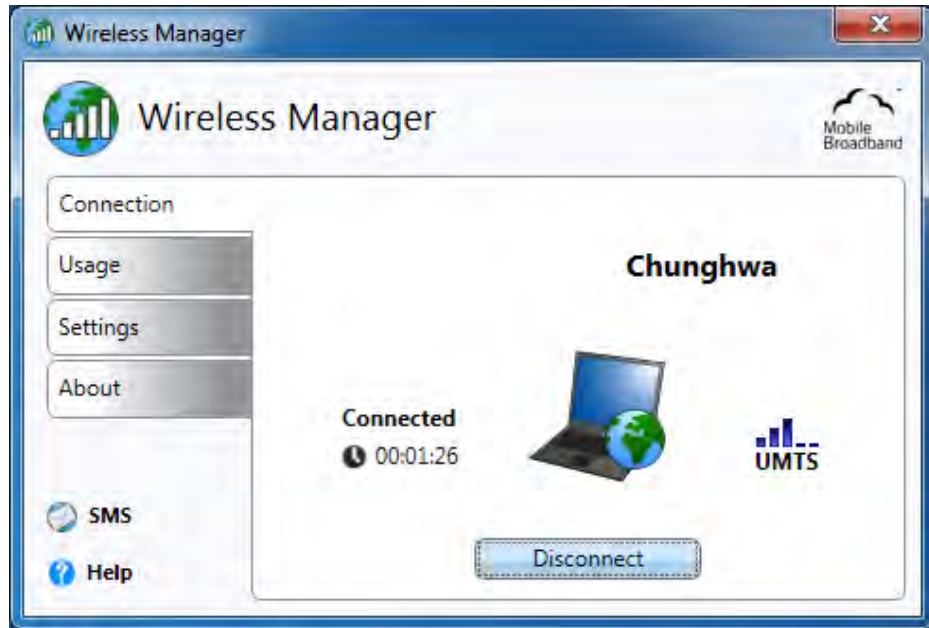 Wireless Manager
Wireless Manager
Mobile
Broadband
Connection
Usage
Settings
About
Chunghwa
Connected
00:01:26
UMTS
SMS
Help
Disconnect